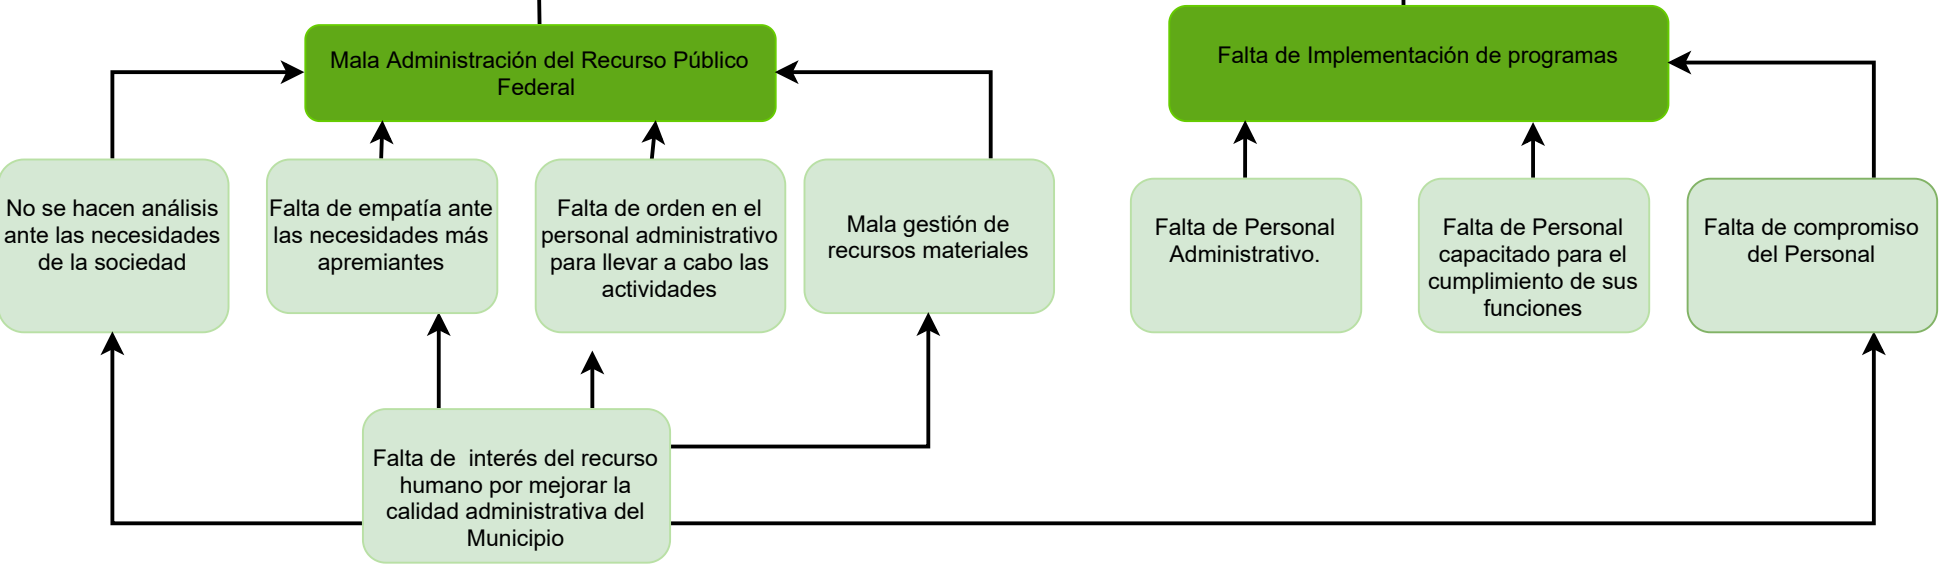 Mala Administración del Recurso Público
Federal
Falta de Implementación de programas
No se hacen análisis
ante las necesidades
de la sociedad
Falta de empatía ante
las necesidades más
apremiantes
Falta de orden en el
personal administrativo
para llevar a cabo las
actividades
Mala gestión de
recursos materiales
Falta de Personal
Administrativo.
Falta de Personal
capacitado para el
cumplimiento de sus
funciones
Falta de compromiso
del Personal
Falta de  interés del recurso
humano por mejorar la
calidad administrativa del
Municipio